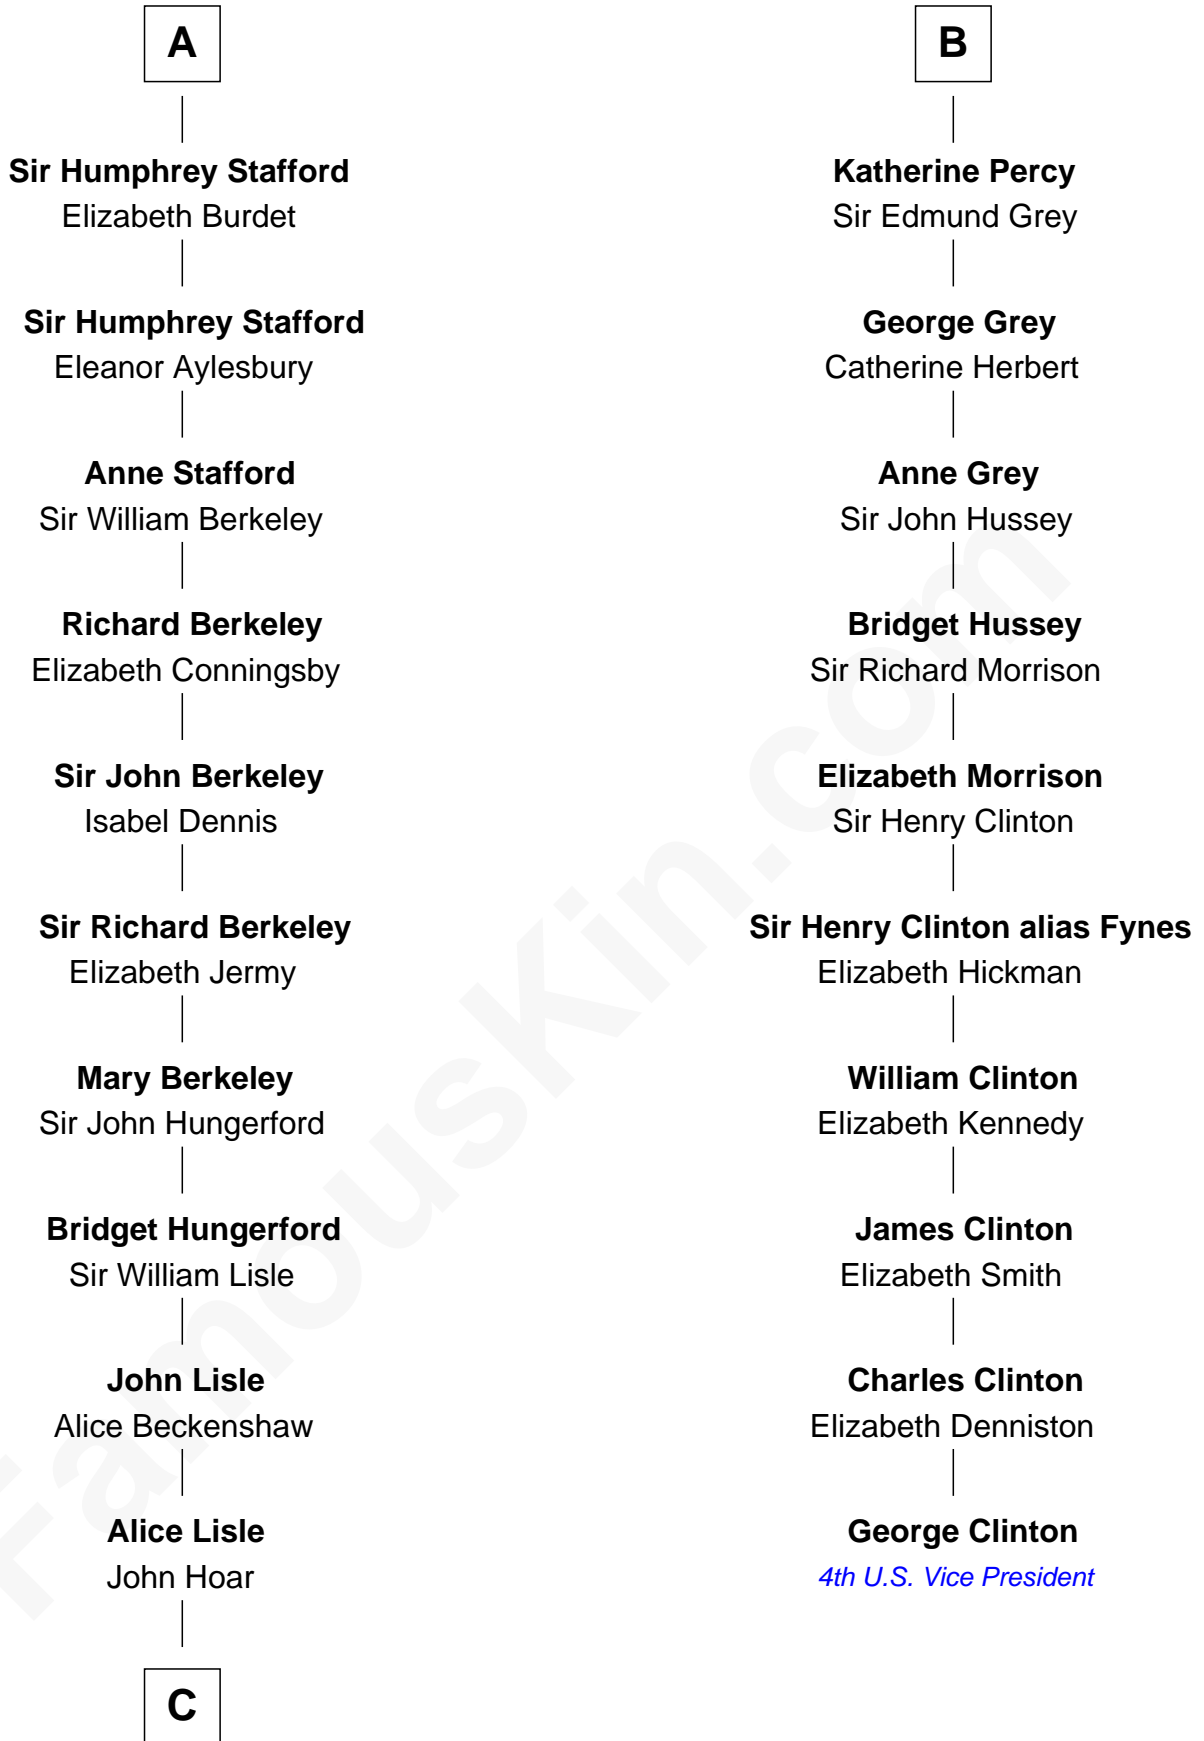 A
Sir Humphrey Stafford
Elizabeth Burdet
Sir Humphrey Stafford
Eleanor Aylesbury
Anne Stafford
Sir William Berkeley
Richard Berkeley
Elizabeth Conningsby
Sir John Berkeley
Isabel Dennis
Sir Richard Berkeley
Elizabeth Jermy
Mary Berkeley
Sir John Hungerford
Bridget Hungerford
Sir William Lisle
John Lisle
Alice Beckenshaw
Alice Lisle
John Hoar
C
B
Katherine Percy
Sir Edmund Grey
George Grey
Catherine Herbert
Anne Grey
Sir John Hussey
Bridget Hussey
Sir Richard Morrison
Elizabeth Morrison
Sir Henry Clinton
Sir Henry Clinton alias Fynes
Elizabeth Hickman
William Clinton
Elizabeth Kennedy
James Clinton
Elizabeth Smith
Charles Clinton
Elizabeth Denniston
George Clinton
4th U.S. Vice President
FamousKin.com